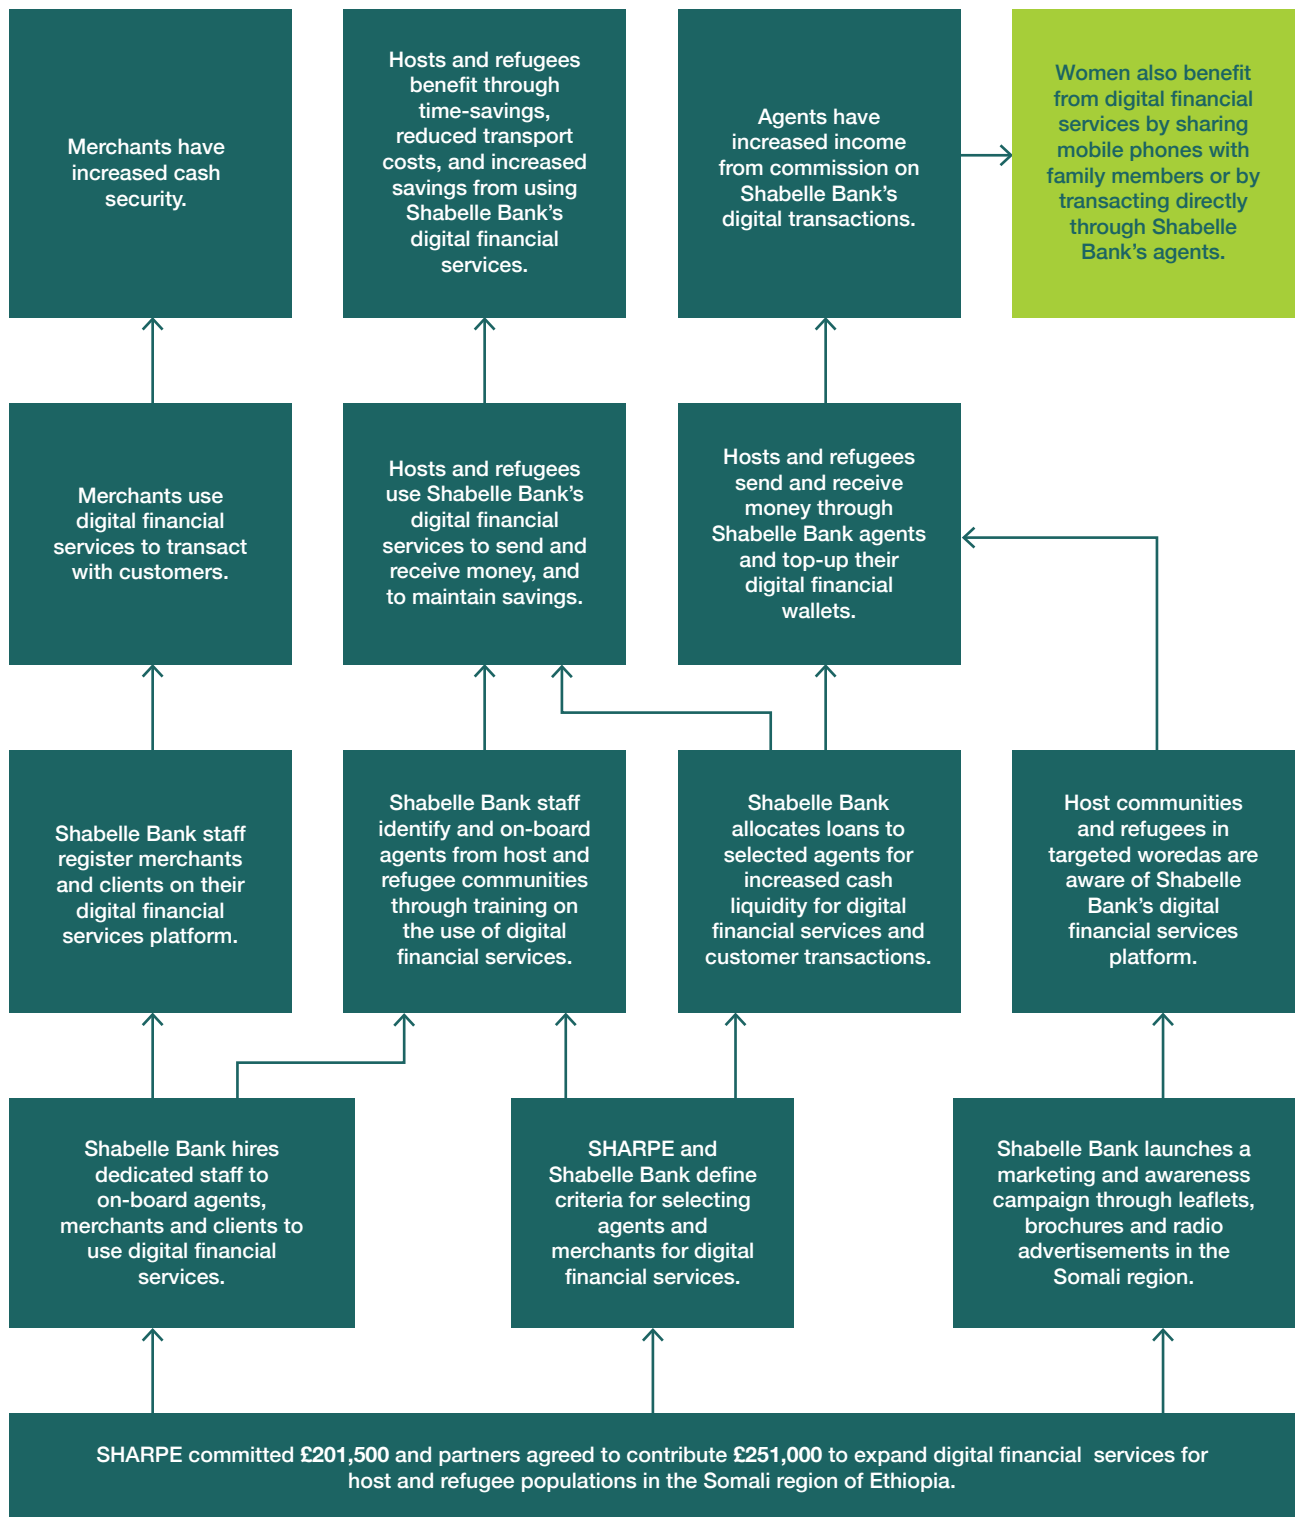 Merchants have
increased cash
security.
Hosts and refugees
benefit through
time-savings,
reduced transport
costs, and increased
savings from using
Shabelle Bank’s
digital financial
services.
Agents have
increased income
from commission on
Shabelle Bank’s
digital transactions.
Women also benefit
from digital financial
services by sharing
mobile phones with
family members or by
transacting directly
through Shabelle
Bank’s agents.
Merchants use
digital financial
services to transact
with customers.
Hosts and refugees
use Shabelle Bank’s
digital financial
services to send and
receive money, and
to maintain savings.
Hosts and refugees
send and receive
money through
Shabelle Bank agents
and top-up their
digital financial
wallets.
Shabelle Bank staff
register merchants
and clients on their
digital financial
services platform.
Shabelle Bank staff
identify and on-board
agents from host and
refugee communities
through training on
the use of digital
financial services.
Shabelle Bank
allocates loans to
selected agents for
increased cash
liquidity for digital
financial services and
customer transactions.
Host communities
and refugees in
targeted woredas are
aware of Shabelle
Bank’s digital
financial services
platform.
Shabelle Bank hires
dedicated staff to
on-board agents,
merchants and clients to
use digital financial
services.
SHARPE and
Shabelle Bank define
criteria for selecting
agents and
merchants for digital
financial services.
Shabelle Bank launches a
marketing and awareness
campaign through leaflets,
brochures and radio
advertisements in the
Somali region.
SHARPE committed £201,500 and partners agreed to contribute £251,000 to expand digital financial services for
host and refugee populations in the Somali region of Ethiopia.